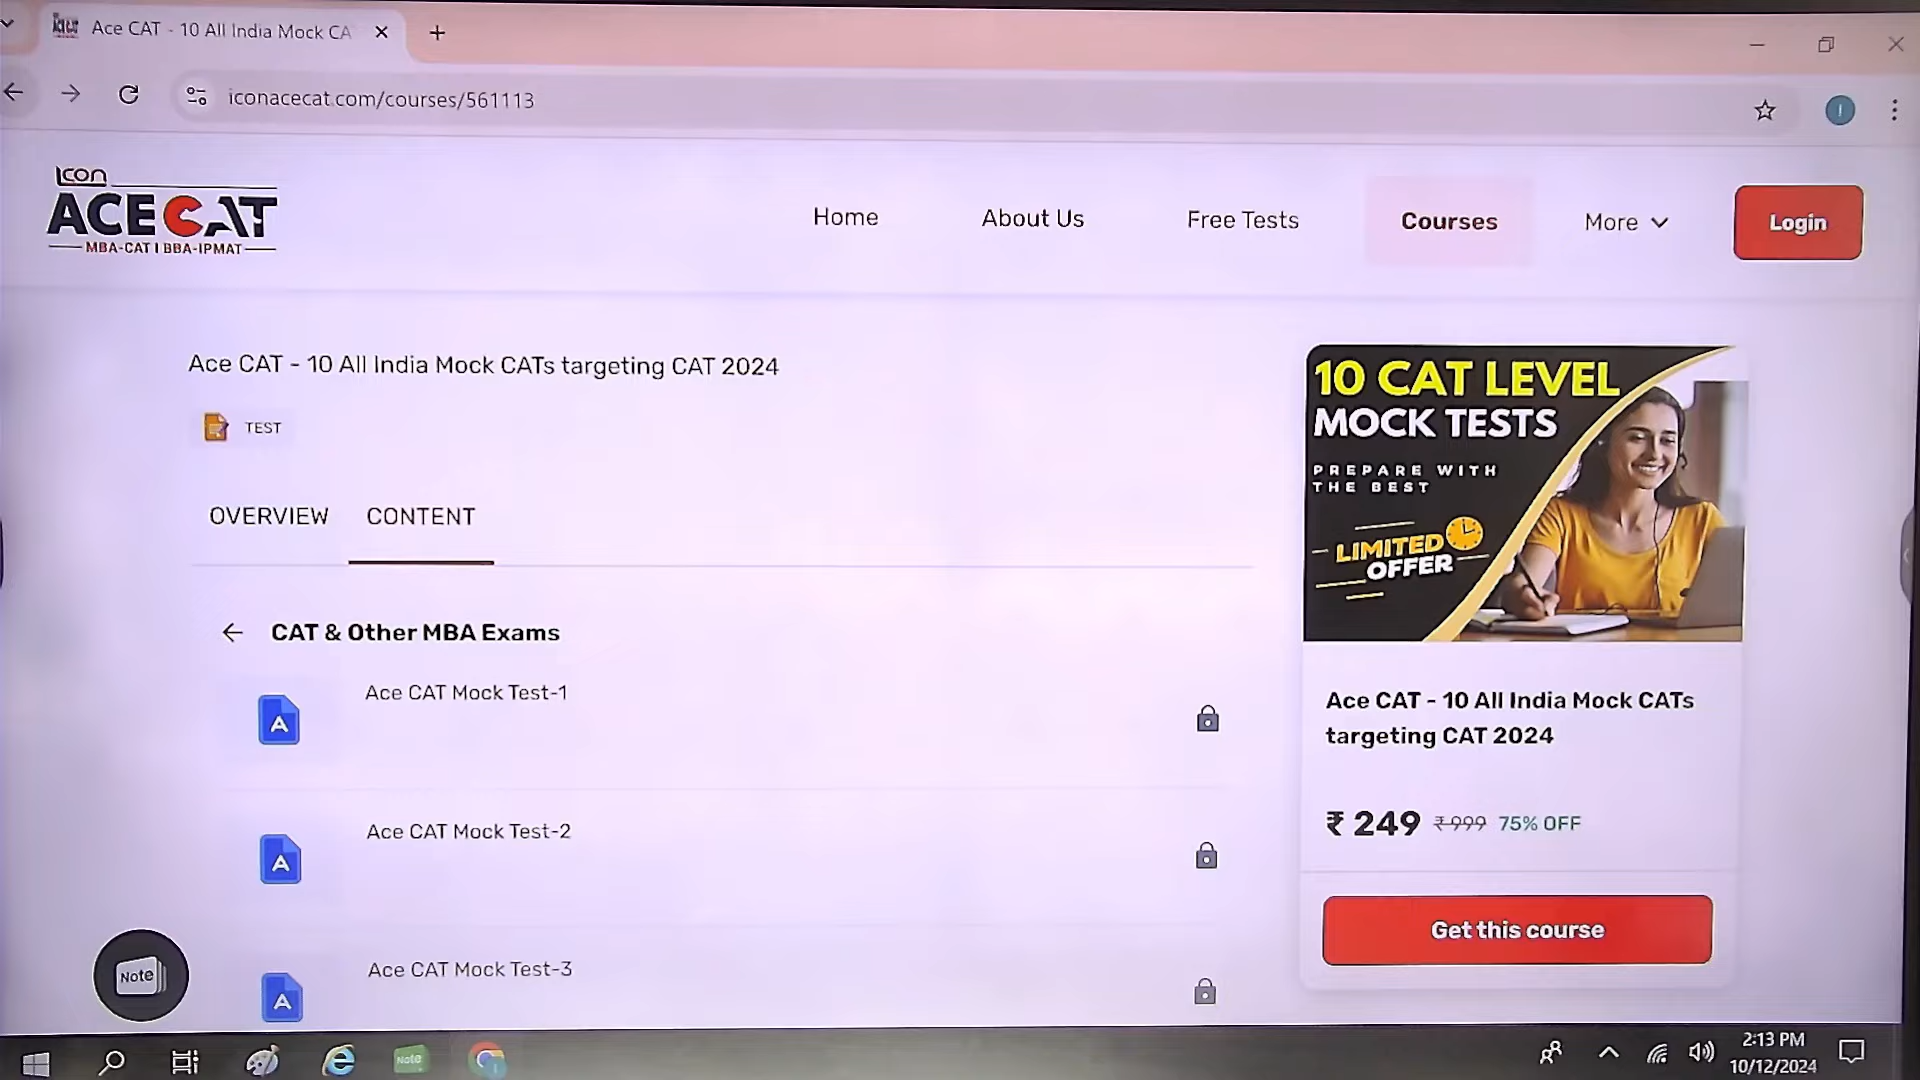 Ace CAT - 10 All India Mock CA
iconacecat.com/courses/561113
icon
ACECAT
MBA-CAT | BBA-IPMAT
Home
About Us
Free Tests
Courses
More
Login
Ace CAT - 10 All India Mock CATs targeting CAT 2024
TEST
OVERVIEW
CONTENT
CAT & Other MBA Exams
Ace CAT Mock Test-1
Ace CAT Mock Test-2
Ace CAT Mock Test-3
10 CAT LEVEL
MOCK TESTS
PREPARE WITH
THE BEST
LIMITED
OFFER
Ace CAT - 10 All India Mock CATs
targeting CAT 2024
₹ 249 ₹ 999 75% OFF
Get this course
Note
Note
2:13 PM
10/12/2024